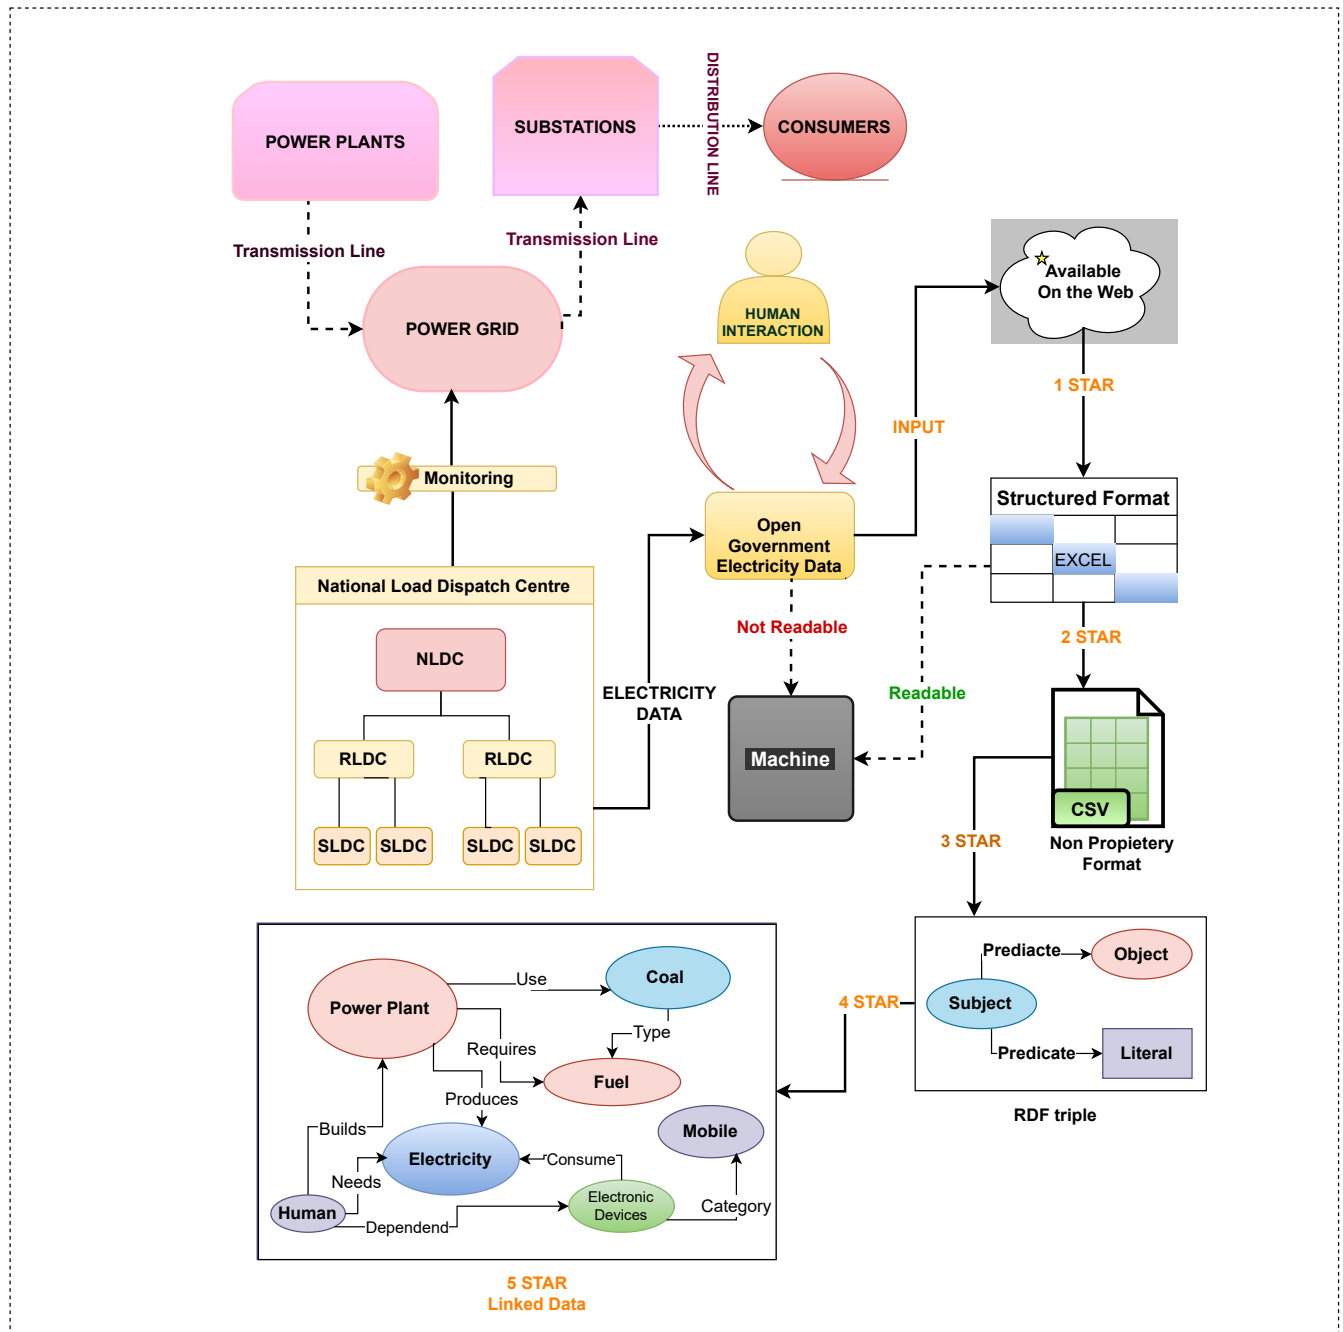 POWER PLANTS
SUBSTATIONS
DISTRIBUTION LINE
CONSUMERS
Transmission Line
Transmission Line
POWER GRID
HUMAN
INTERACTION
Available
On the Web
1 STAR
INPUT
Monitoring
Structured Format
EXCEL
Open
Government
Electricity Data
National Load Dispatch Centre
NLDC
RLDC
RLDC
SLDC
SLDC
SLDC
SLDC
ELECTRICITY
DATA
Not Readable
Machine
Readable
2 STAR
CSV
Non Propietery
Format
3 STAR
Prediacte
Object
Subject
Predicate
Literal
RDF triple
4 STAR
Power Plant
Use
Coal
Type
Requires
Fuel
Produces
Builds
Electricity
Mobile
Consume
Needs
Human
Dependend
Electronic
Devices
Category
5 STAR
Linked Data